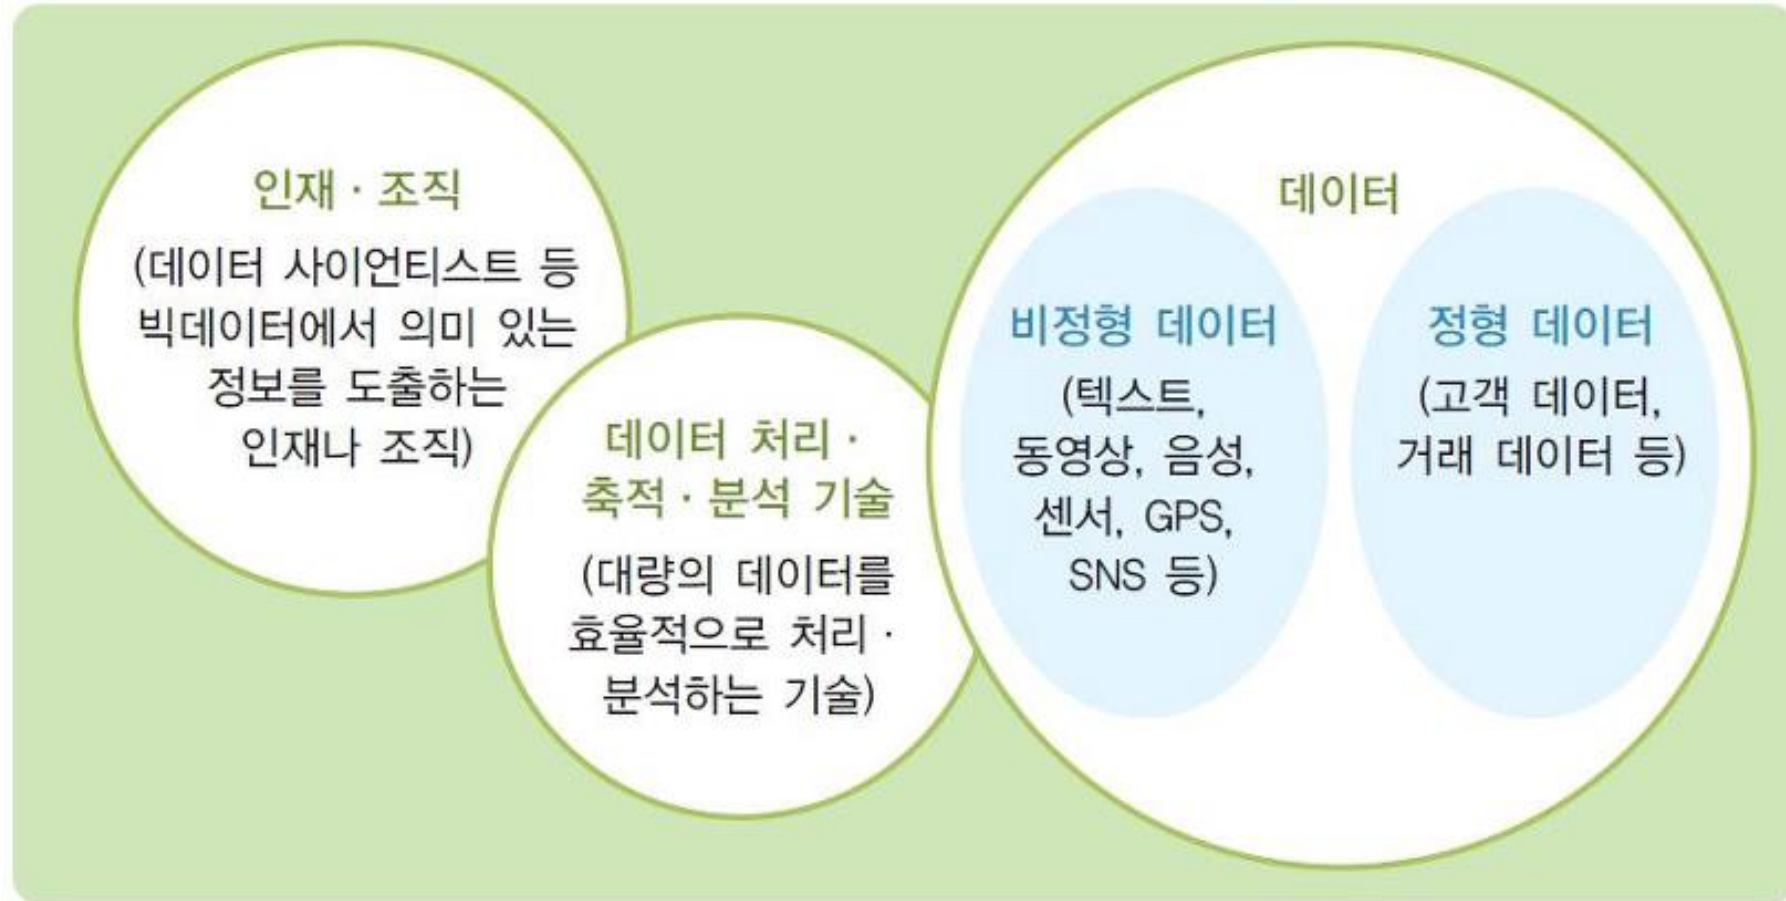 인재 · 조직
(데이터 사이언티스트 등
빅데이터에서 의미 있는
정보를 도출하는
인재나 조직)
데이터 처리 ·
축적 · 분석 기술
(대량의 데이터를
효율적으로 처리 ·
분석하는 기술)
데이터
비정형 데이터
(텍스트,
동영상, 음성,
센서, GPS,
SNS 등)
정형 데이터
(고객 데이터,
거래 데이터 등)